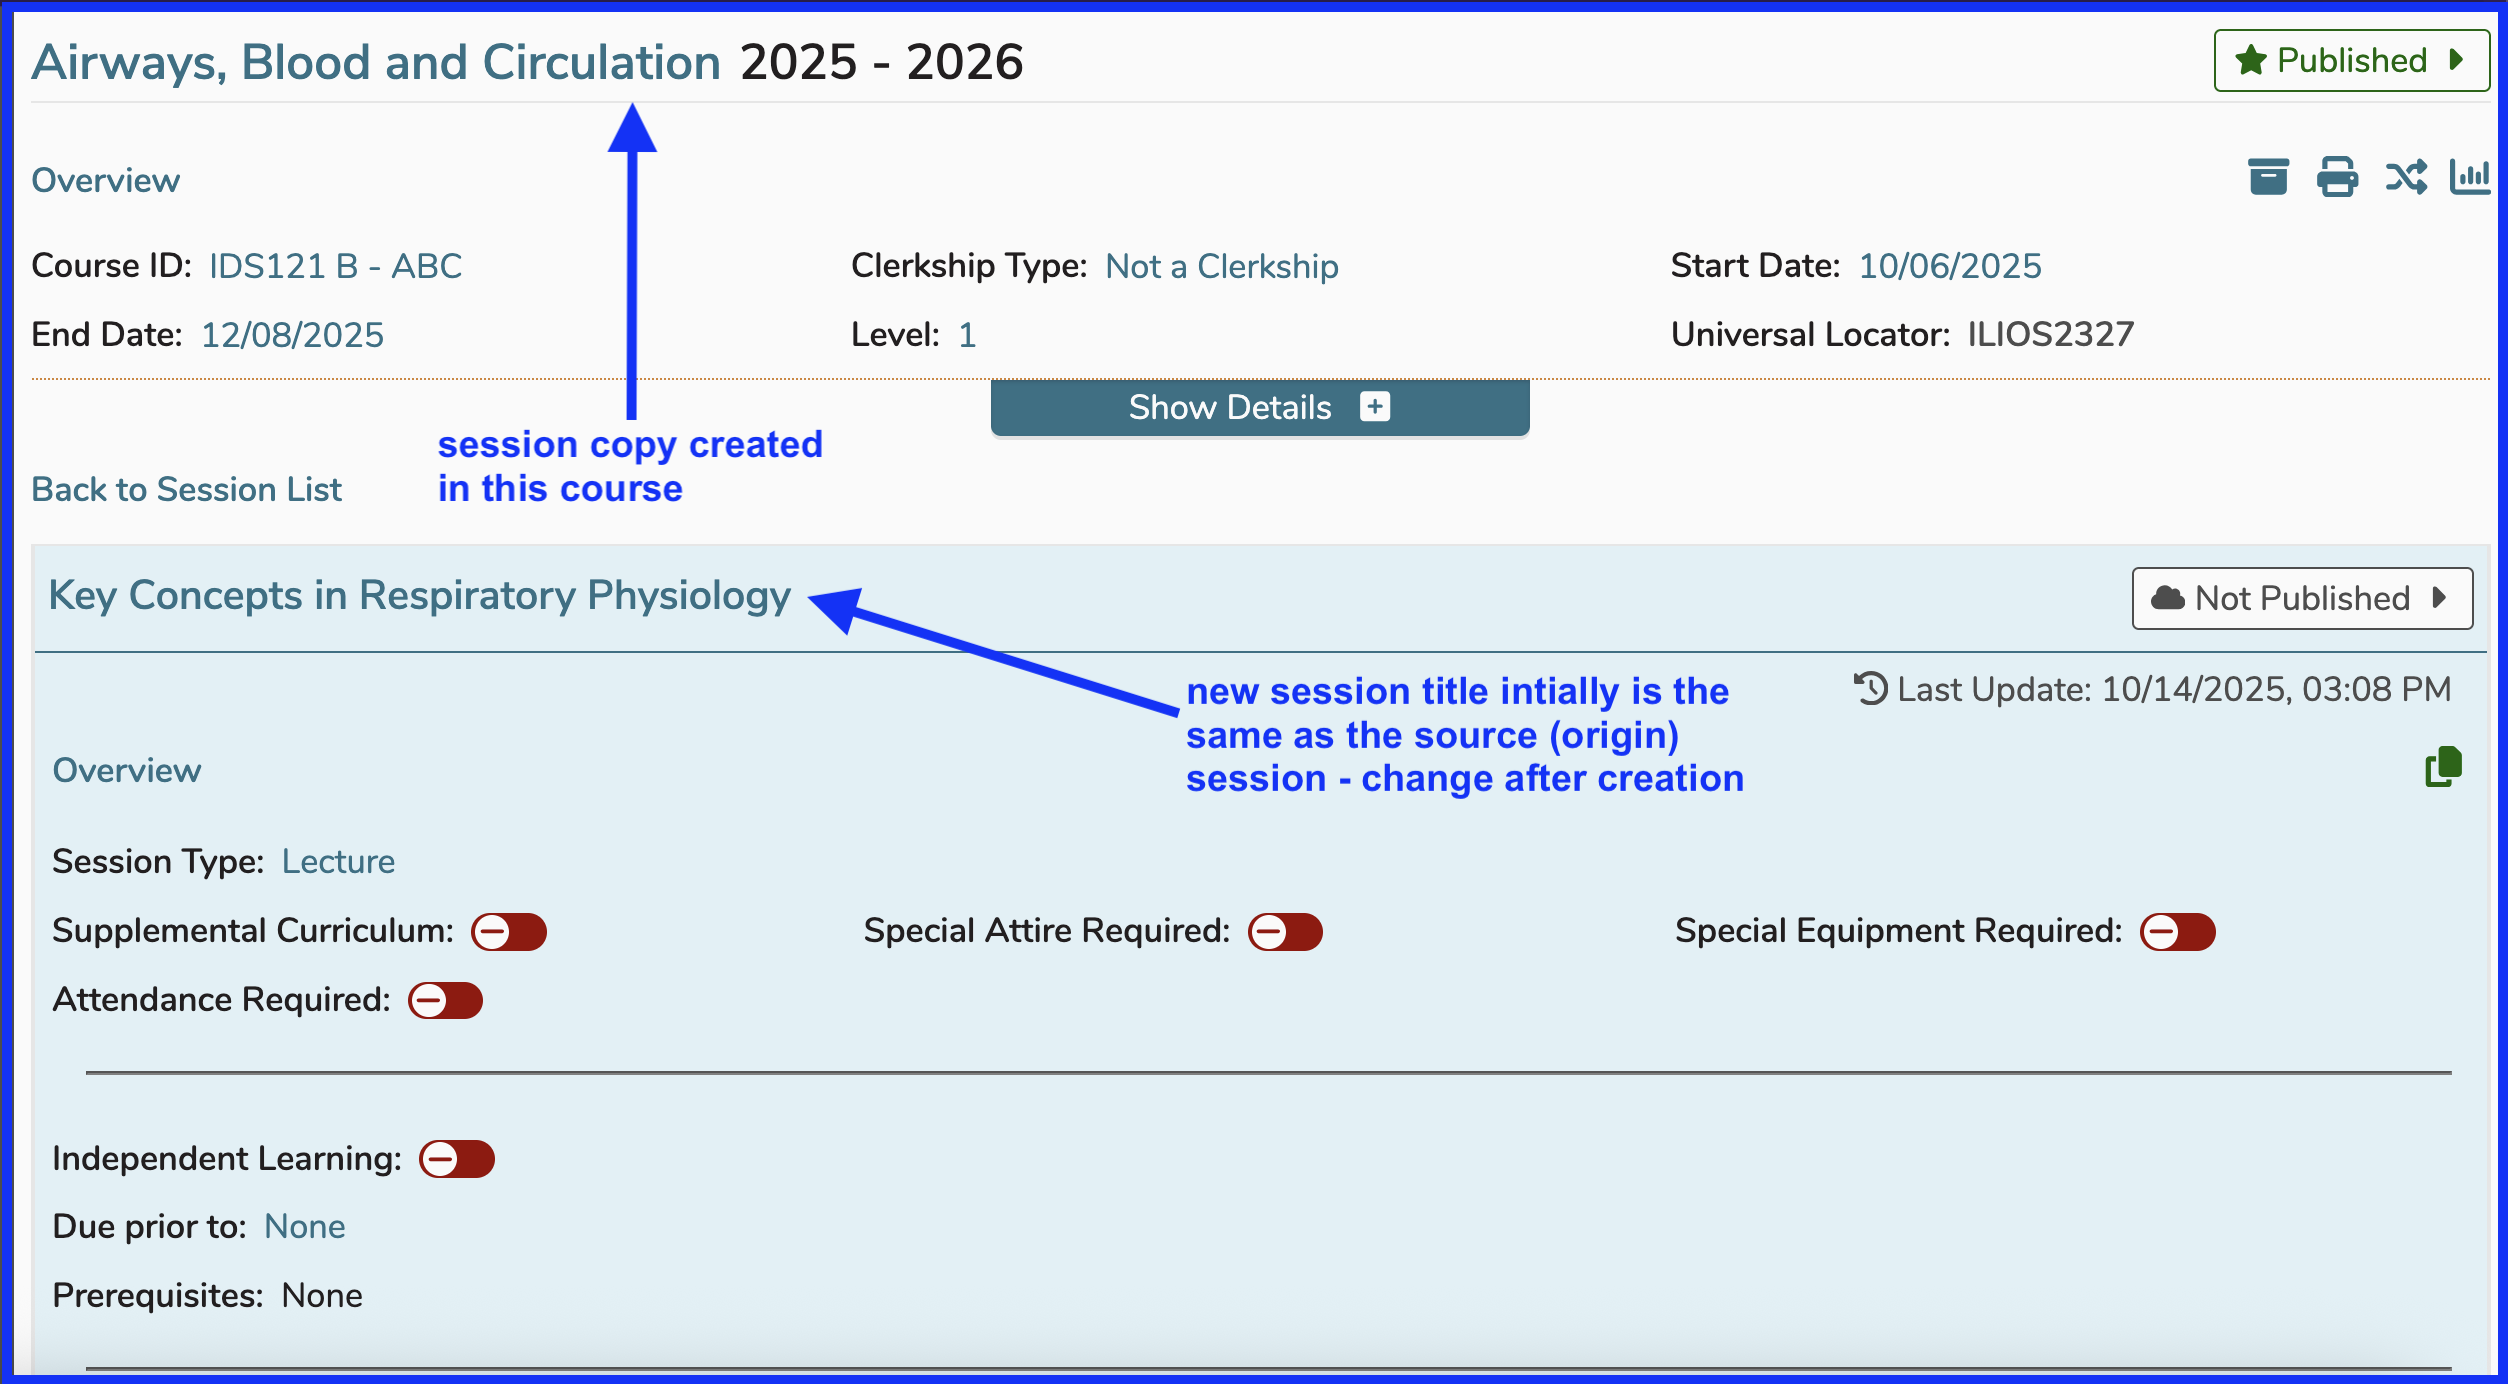 Airways, Blood and Circulation 2025 - 2026
Published
Overview
Course ID: IDS121 B - ABC
Clerkship Type: Not a Clerkship
Start Date: 10/06/2025
End Date: 12/08/2025
Level: 1
Universal Locator: ILIOS2327
Show Details
session copy created
in this course
Back to Session List
Key Concepts in Respiratory Physiology
Not Published
new session title intially is the
same as the source (origin)
session - change after creation
Last Update: 10/14/2025, 03:08 PM
Overview
Session Type: Lecture
Supplemental Curriculum:
Special Attire Required:
Special Equipment Required:
Attendance Required:
Independent Learning:
Due prior to: None
Prerequisites: None